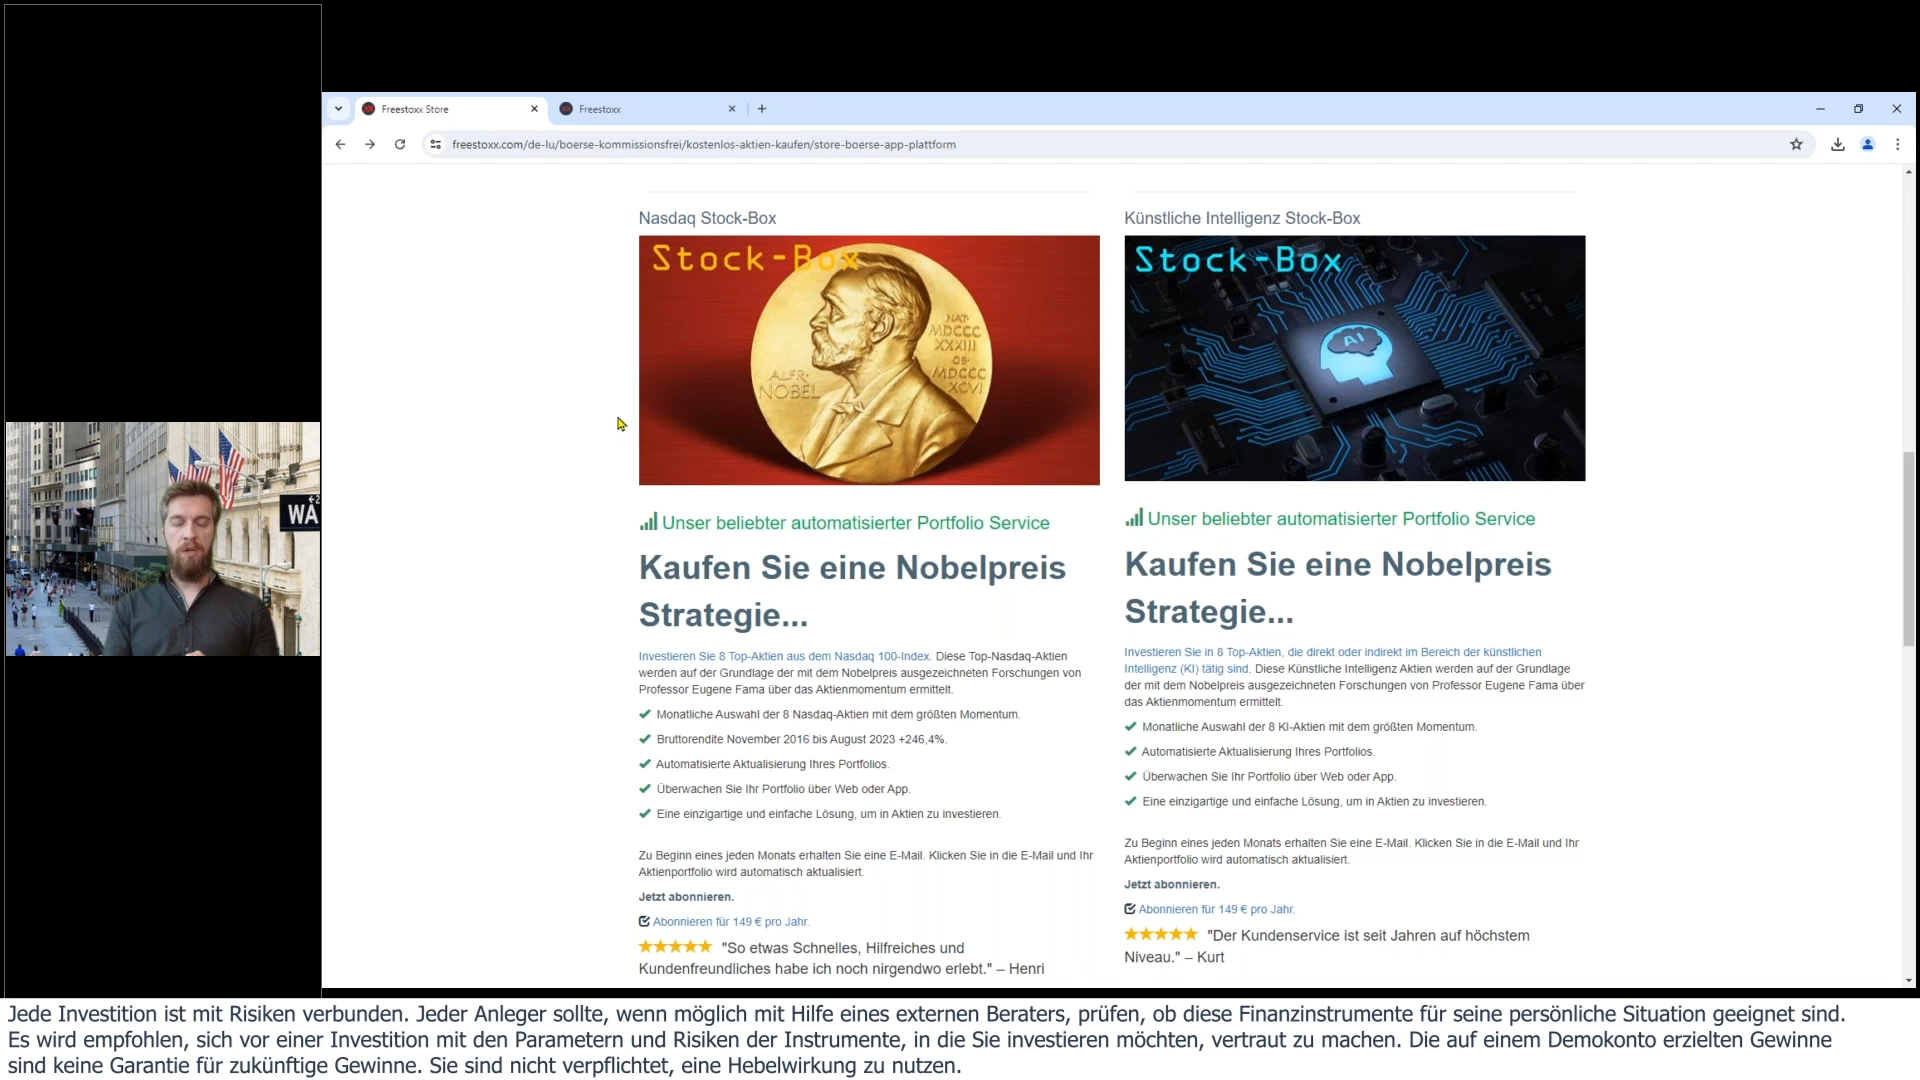 Freestoxx Store
Freestoxx
freestoxx.com/de-lu/boerse-kommissionsfrei/kostenlos-aktien-kaufen/store-boerse-app-plattform
WA
Nasdaq Stock-Box
Stock-Box
NAT.
MDCCC
XXXIII
OB.
MDCCC
XCVI
ALFR.
NOBEL
Unser beliebter automatisierter Portfolio Service
Kaufen Sie eine Nobelpreis
Strategie...
Investieren Sie 8 Top-Aktien aus dem Nasdaq 100-Index. Diese Top-Nasdaq-Aktien
werden auf der Grundlage der mit dem Nobelpreis ausgezeichneten Forschungen von
Professor Eugene Fama über das Aktienmomentum ermittelt.
Monatliche Auswahl der 8 Nasdaq-Aktien mit dem größten Momentum.
Bruttorendite November 2016 bis August 2023 +246,4%.
Automatisierte Aktualisierung Ihres Portfolios.
Überwachen Sie Ihr Portfolio über Web oder App.
Eine einzigartige und einfache Lösung, um in Aktien zu investieren.
Zu Beginn eines jeden Monats erhalten Sie eine E-Mail. Klicken Sie in die E-Mail und Ihr
Aktienportfolio wird automatisch aktualisiert.
Jetzt abonnieren.
Abonnieren für 149 € pro Jahr.
"So etwas Schnelles, Hilfreiches und
Kundenfreundliches habe ich noch nirgendwo erlebt." – Henri
Künstliche Intelligenz Stock-Box
Stock-Box
AI
Unser beliebter automatisierter Portfolio Service
Kaufen Sie eine Nobelpreis
Strategie...
Investieren Sie in 8 Top-Aktien, die direkt oder indirekt im Bereich der künstlichen
Intelligenz (KI) tätig sind. Diese Künstliche Intelligenz Aktien werden auf der Grundlage
der mit dem Nobelpreis ausgezeichneten Forschungen von Professor Eugene Fama über
das Aktienmomentum ermittelt.
Monatliche Auswahl der 8 KI-Aktien mit dem größten Momentum.
Automatisierte Aktualisierung Ihres Portfolios.
Überwachen Sie Ihr Portfolio über Web oder App.
Eine einzigartige und einfache Lösung, um in Aktien zu investieren.
Zu Beginn eines jeden Monats erhalten Sie eine E-Mail. Klicken Sie in die E-Mail und Ihr
Aktienportfolio wird automatisch aktualisiert.
Jetzt abonnieren.
Abonnieren für 149 € pro Jahr.
"Der Kundenservice ist seit Jahren auf höchstem
Niveau." – Kurt
Jede Investition ist mit Risiken verbunden. Jeder Anleger sollte, wenn möglich mit Hilfe eines externen Beraters, prüfen, ob diese Finanzinstrumente für seine persönliche Situation geeignet sind.
Es wird empfohlen, sich vor einer Investition mit den Parametern und Risiken der Instrumente, in die Sie investieren möchten, vertraut zu machen. Die auf einem Demokonto erzielten Gewinne
sind keine Garantie für zukünftige Gewinne. Sie sind nicht verpflichtet, eine Hebelwirkung zu nutzen.